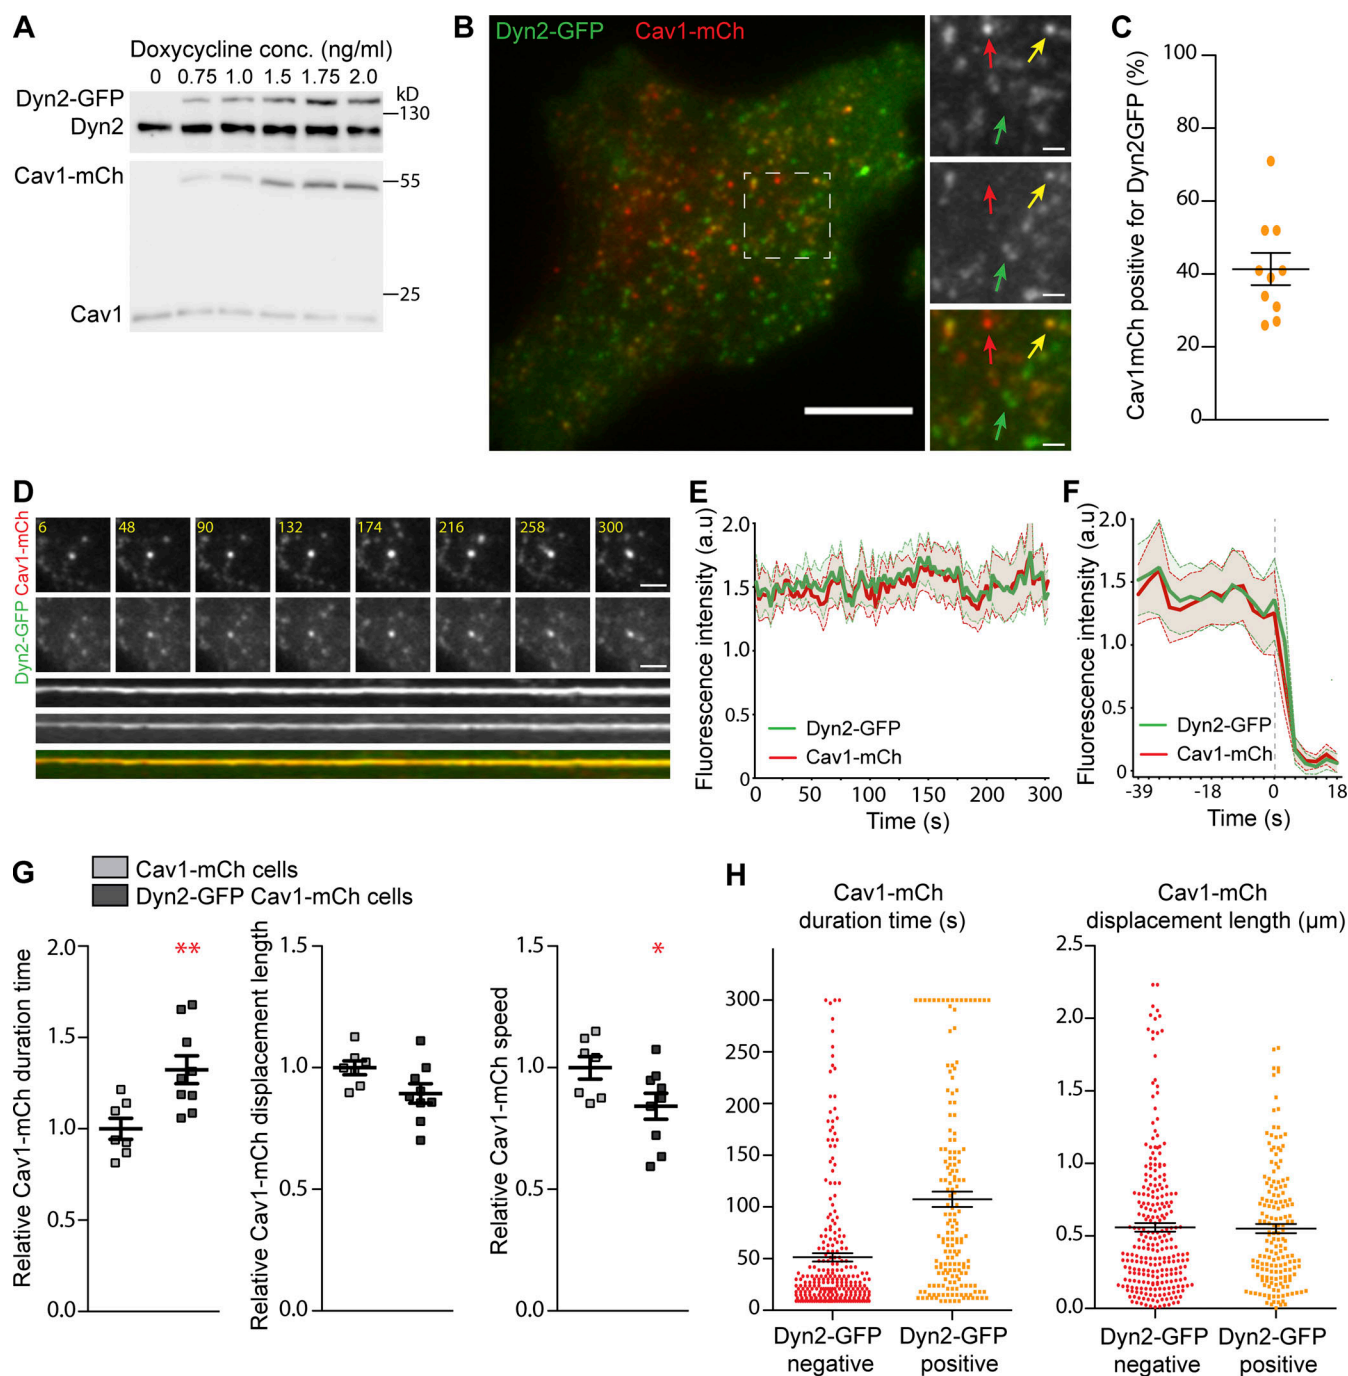 A
Doxycycline conc. (ng/ml)
0 0.75 1.0 1.5 1.75 2.0
kD
Dyn2-GFP
130
Dyn2
Cav1-mCh
55
25
Cav1
B
Dyn2-GFP Cav1-mCh
C
Cav1mCh positive for Dyn2GFP (%)
100
80
60
40
20
0
D
Dyn2-GFP Cav1-mCh
6 48 90 132 174 216 258 300
E
Fluorescence intensity (a.u)
2.0
1.5
1.0
0.5
0
Dyn2-GFP
Cav1-mCh
0 50 100 150 200 300
Time (s)
F
Fluorescence intensity (a.u)
2.0
1.5
1.0
0.5
0
Dyn2-GFP
Cav1-mCh
-39 -18 0 18
Time (s)
G
Cav1-mCh cells
Dyn2-GFP Cav1-mCh cells
Relative Cav1-mCh duration time
2.0
1.5
1.0
0.5
0.0
**
Relative Cav1-mCh displacement length
1.5
1.0
0.5
0.0
Relative Cav1-mCh speed
1.5
1.0
0.5
0.0
*
H
Cav1-mCh
duration time (s)
300
250
200
150
100
50
0
Dyn2-GFP
negative
Dyn2-GFP
positive
Cav1-mCh
displacement length (µm)
2.5
2.0
1.5
1.0
0.5
0.0
Dyn2-GFP
negative
Dyn2-GFP
positive